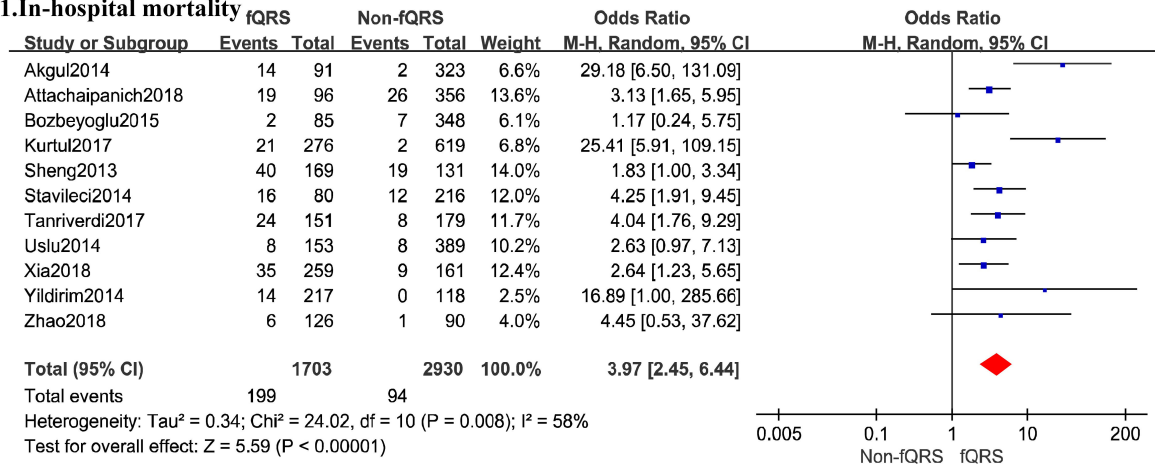 1.In-hospital mortality
fQRS Non-fQRS Odds Ratio Odds Ratio
Study or Subgroup Events Total Events Total Weight M-H, Random, 95% CI M-H, Random, 95% CI
Akgul2014 14 91 2 323 6.6% 29.18 [6.50, 131.09]
Attachaipanich2018 19 96 26 356 13.6% 3.13 [1.65, 5.95]
Bozbeyoglu2015 2 85 7 348 6.1% 1.17 [0.24, 5.75]
Kurtul2017 21 276 2 619 6.8% 25.41 [5.91, 109.15]
Sheng2013 40 169 19 131 14.0% 1.83 [1.00, 3.34]
Stavileci2014 16 80 12 216 12.0% 4.25 [1.91, 9.45]
Tanriverdi2017 24 151 8 179 11.7% 4.04 [1.76, 9.29]
Uslu2014 8 153 8 389 10.2% 2.63 [0.97, 7.13]
Xia2018 35 259 9 161 12.4% 2.64 [1.23, 5.65]
Yildirim2014 14 217 0 118 2.5% 16.89 [1.00, 285.66]
Zhao2018 6 126 1 90 4.0% 4.45 [0.53, 37.62]
Total (95% CI) 1703 2930 100.0% 3.97 [2.45, 6.44]
Total events 199 94
Heterogeneity: Tau² = 0.34; Chi² = 24.02, df = 10 (P = 0.008); I² = 58%
Test for overall effect: Z = 5.59 (P < 0.00001)
0.005 0.1 1 10 200
Non-fQRS fQRS